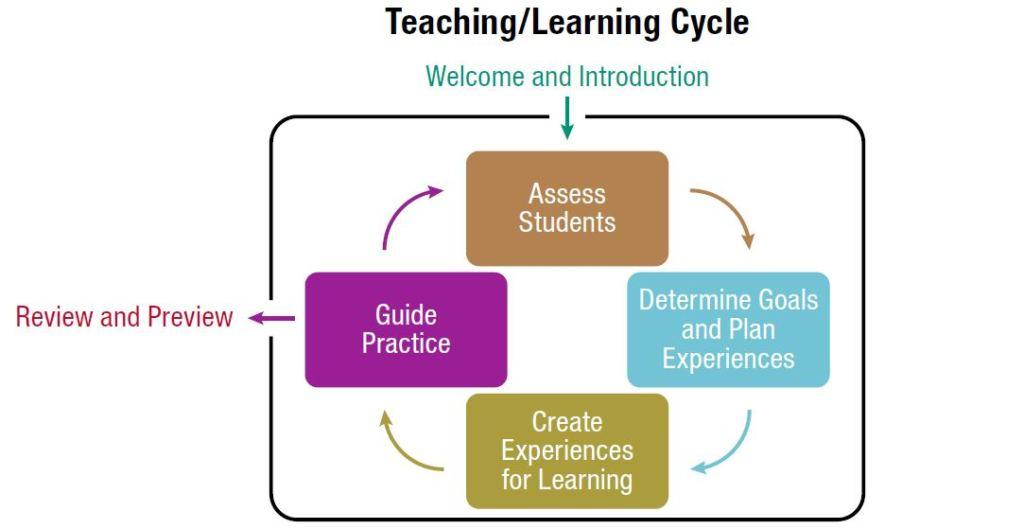 Teaching/Learning Cycle
Welcome and Introduction
Assess
Students
Determine Goals
and Plan
Experiences
Create
Experiences
for Learning
Guide
Practice
Review and Preview